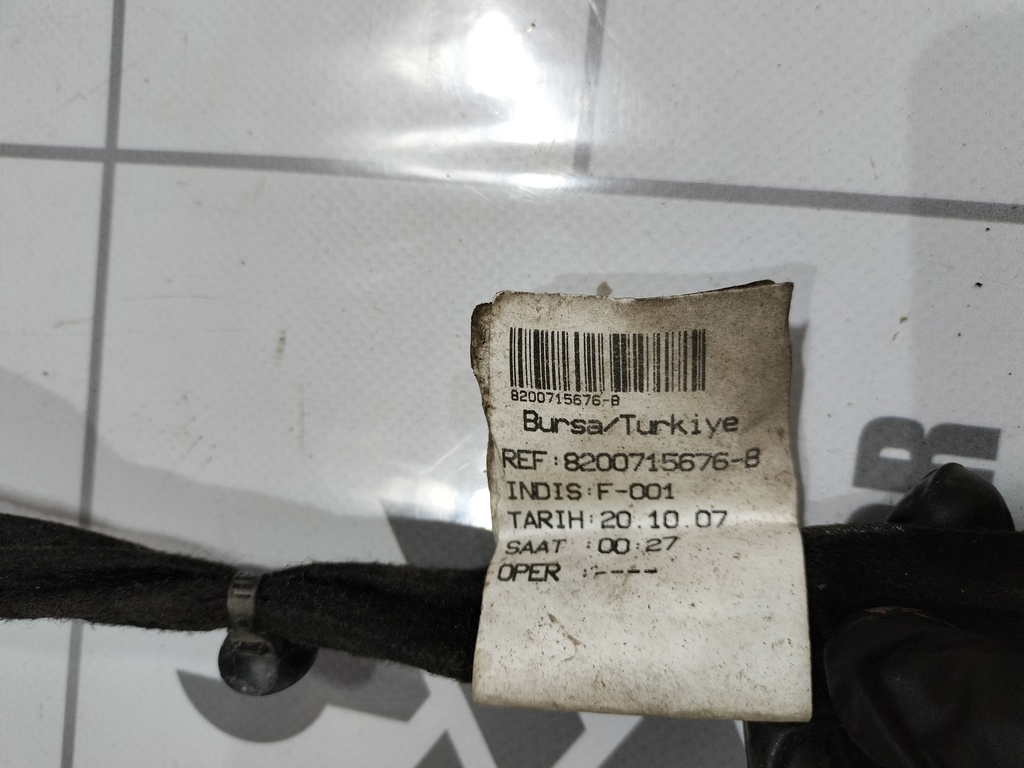 8200715676-B
Bursa/Turkiye
REF:8200715676-B
INDIS:F-001
TARIH:20.10.07
SAAT :00:27
OPER :----